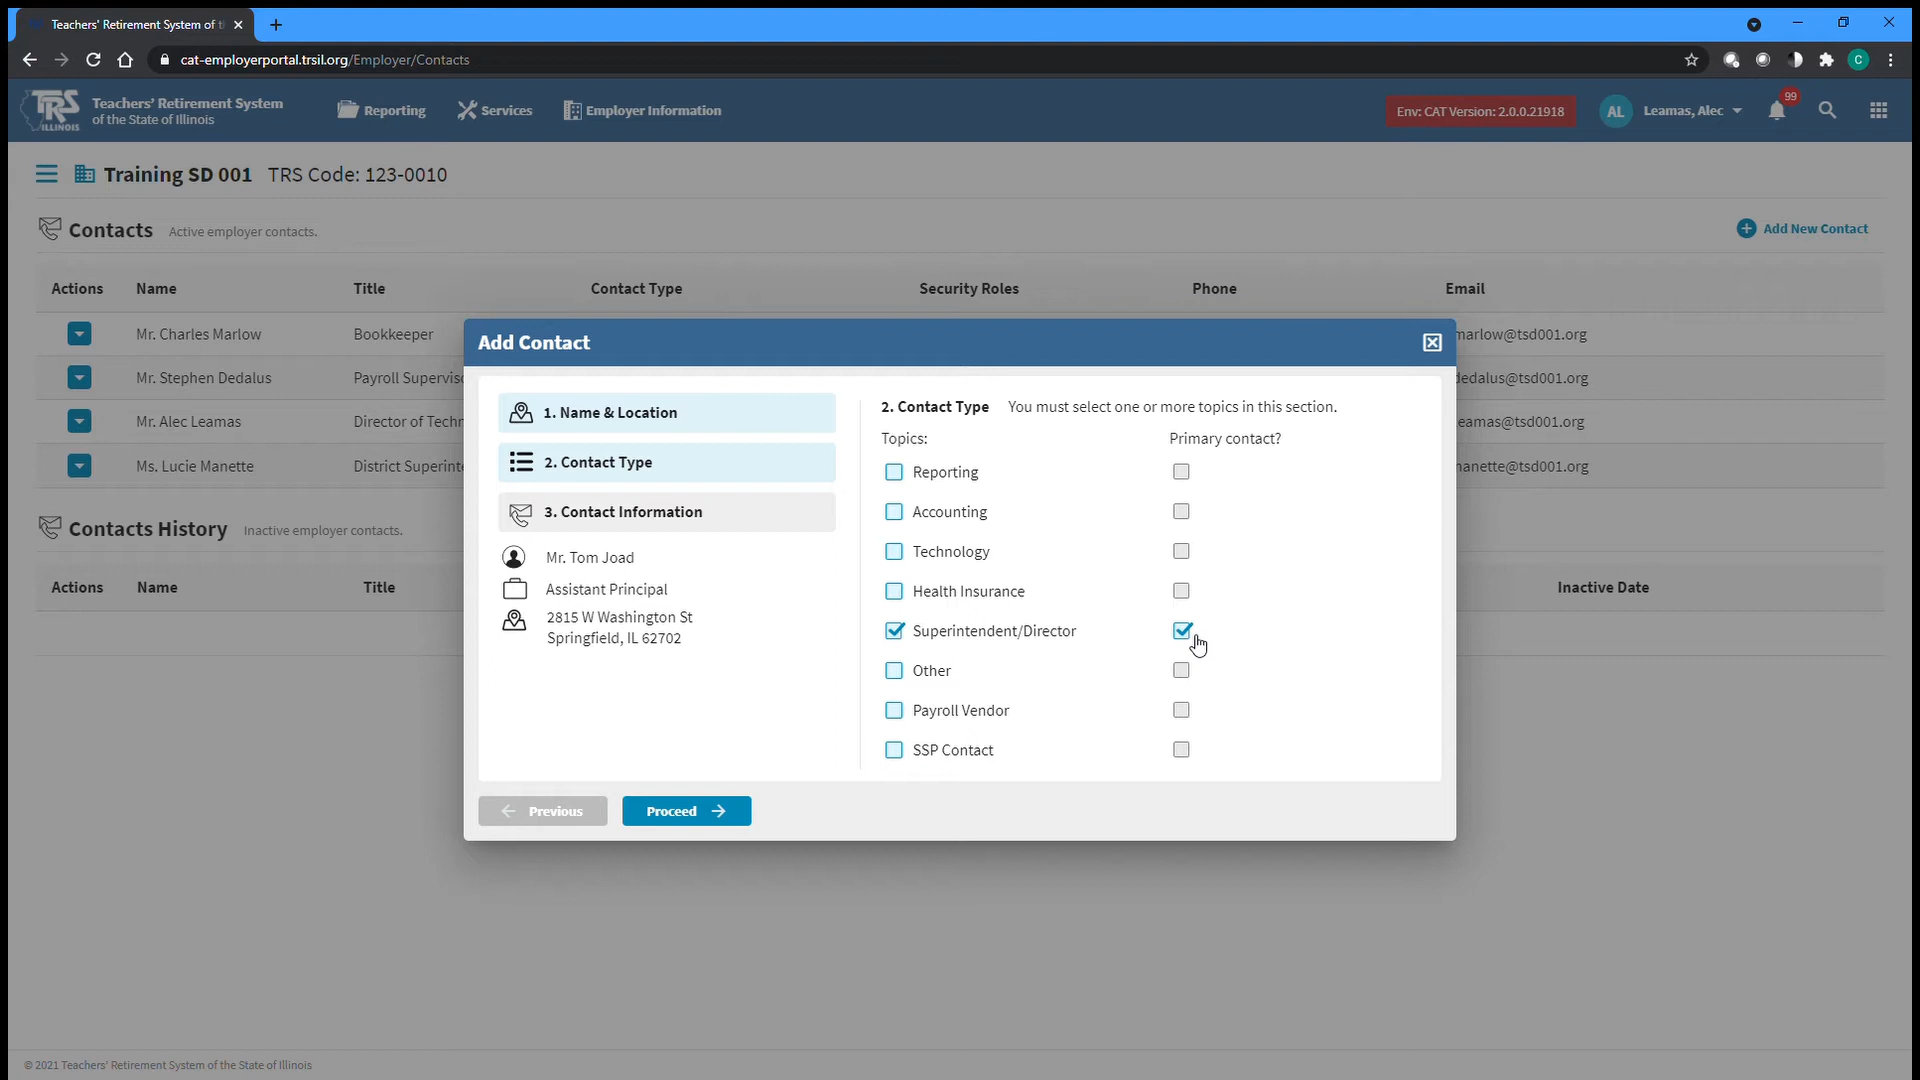 Teachers' Retirement System of t
cat-employerportal.trsil.org/Employer/Contacts
C
TRS
ILLINOIS
Teachers' Retirement System
of the State of Illinois
Reporting
Services
Employer Information
Env: CAT Version: 2.0.0.21918
AL
Leamas, Alec
99
Training SD 001 TRS Code: 123-0010
Contacts Active employer contacts.
Add New Contact
Actions Name Title Contact Type Security Roles Phone Email
Mr. Charles Marlow Bookkeeper marlow@tsd001.org
Mr. Stephen Dedalus Payroll Superviso dedalus@tsd001.org
Mr. Alec Leamas Director of Techn eamas@tsd001.org
Ms. Lucie Manette District Superinte nanette@tsd001.org
Contacts History Inactive employer contacts.
Actions Name Title Inactive Date
Add Contact
1. Name & Location
2. Contact Type
3. Contact Information
Mr. Tom Joad
Assistant Principal
2815 W Washington St
Springfield, IL 62702
2. Contact Type You must select one or more topics in this section.
Topics: Primary contact?
Reporting
Accounting
Technology
Health Insurance
Superintendent/Director
Other
Payroll Vendor
SSP Contact
Previous
Proceed
© 2021 Teachers' Retirement System of the State of Illinois